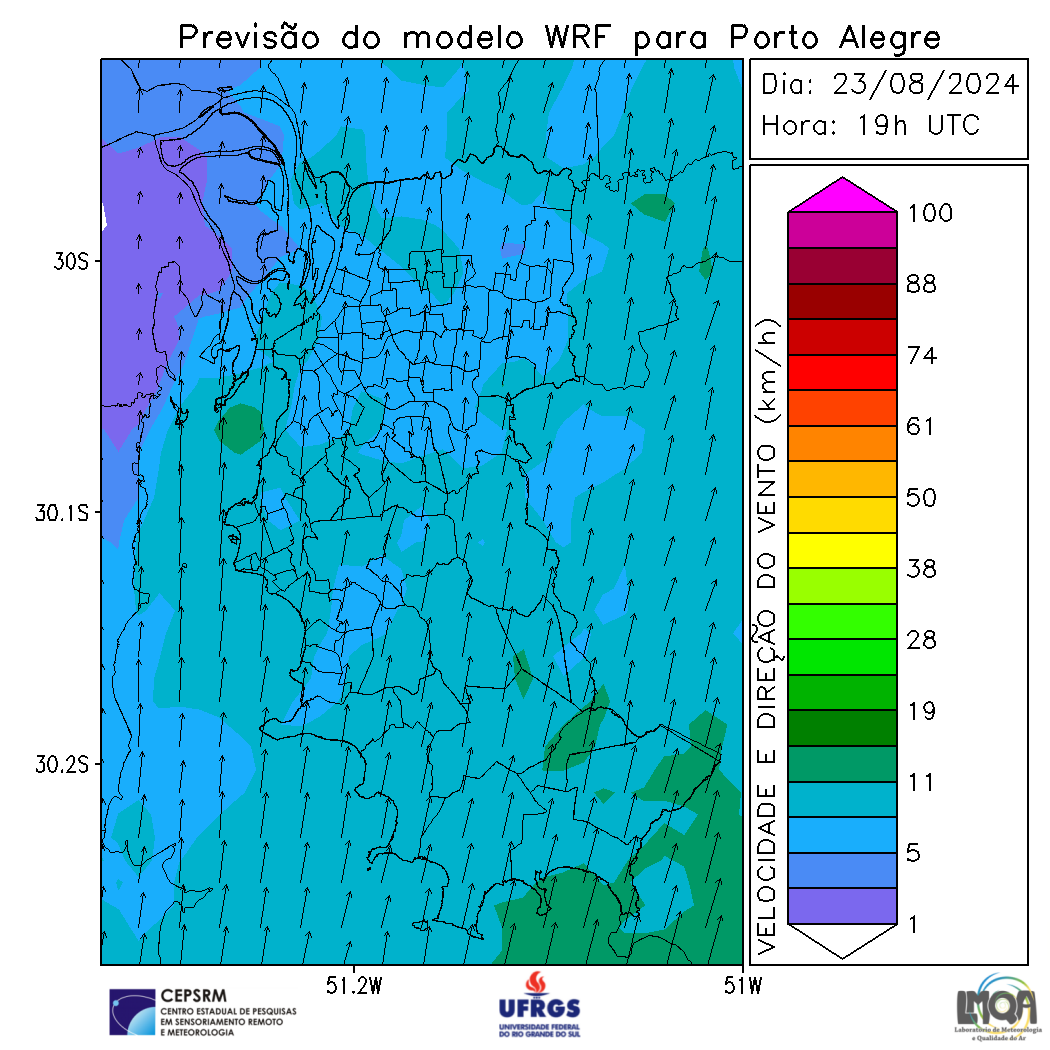 Previsão do modelo WRF para Porto Alegre
Dia: 23/08/2024
Hora: 19h UTC
30S
30.1S
30.2S
51.2W
51W
VELOCIDADE E DIREÇÃO DO VENTO (km/h)
100
88
74
61
50
38
28
19
11
5
1
CEPSRM
CENTRO ESTADUAL DE PESQUISAS
EM SENSORIAMENTO REMOTO
E METEOROLOGIA
UFRGS
UNIVERSIDADE FEDERAL
DO RIO GRANDE DO SUL
LMQA
Laboratório de Meteorologia
e Qualidade do Ar